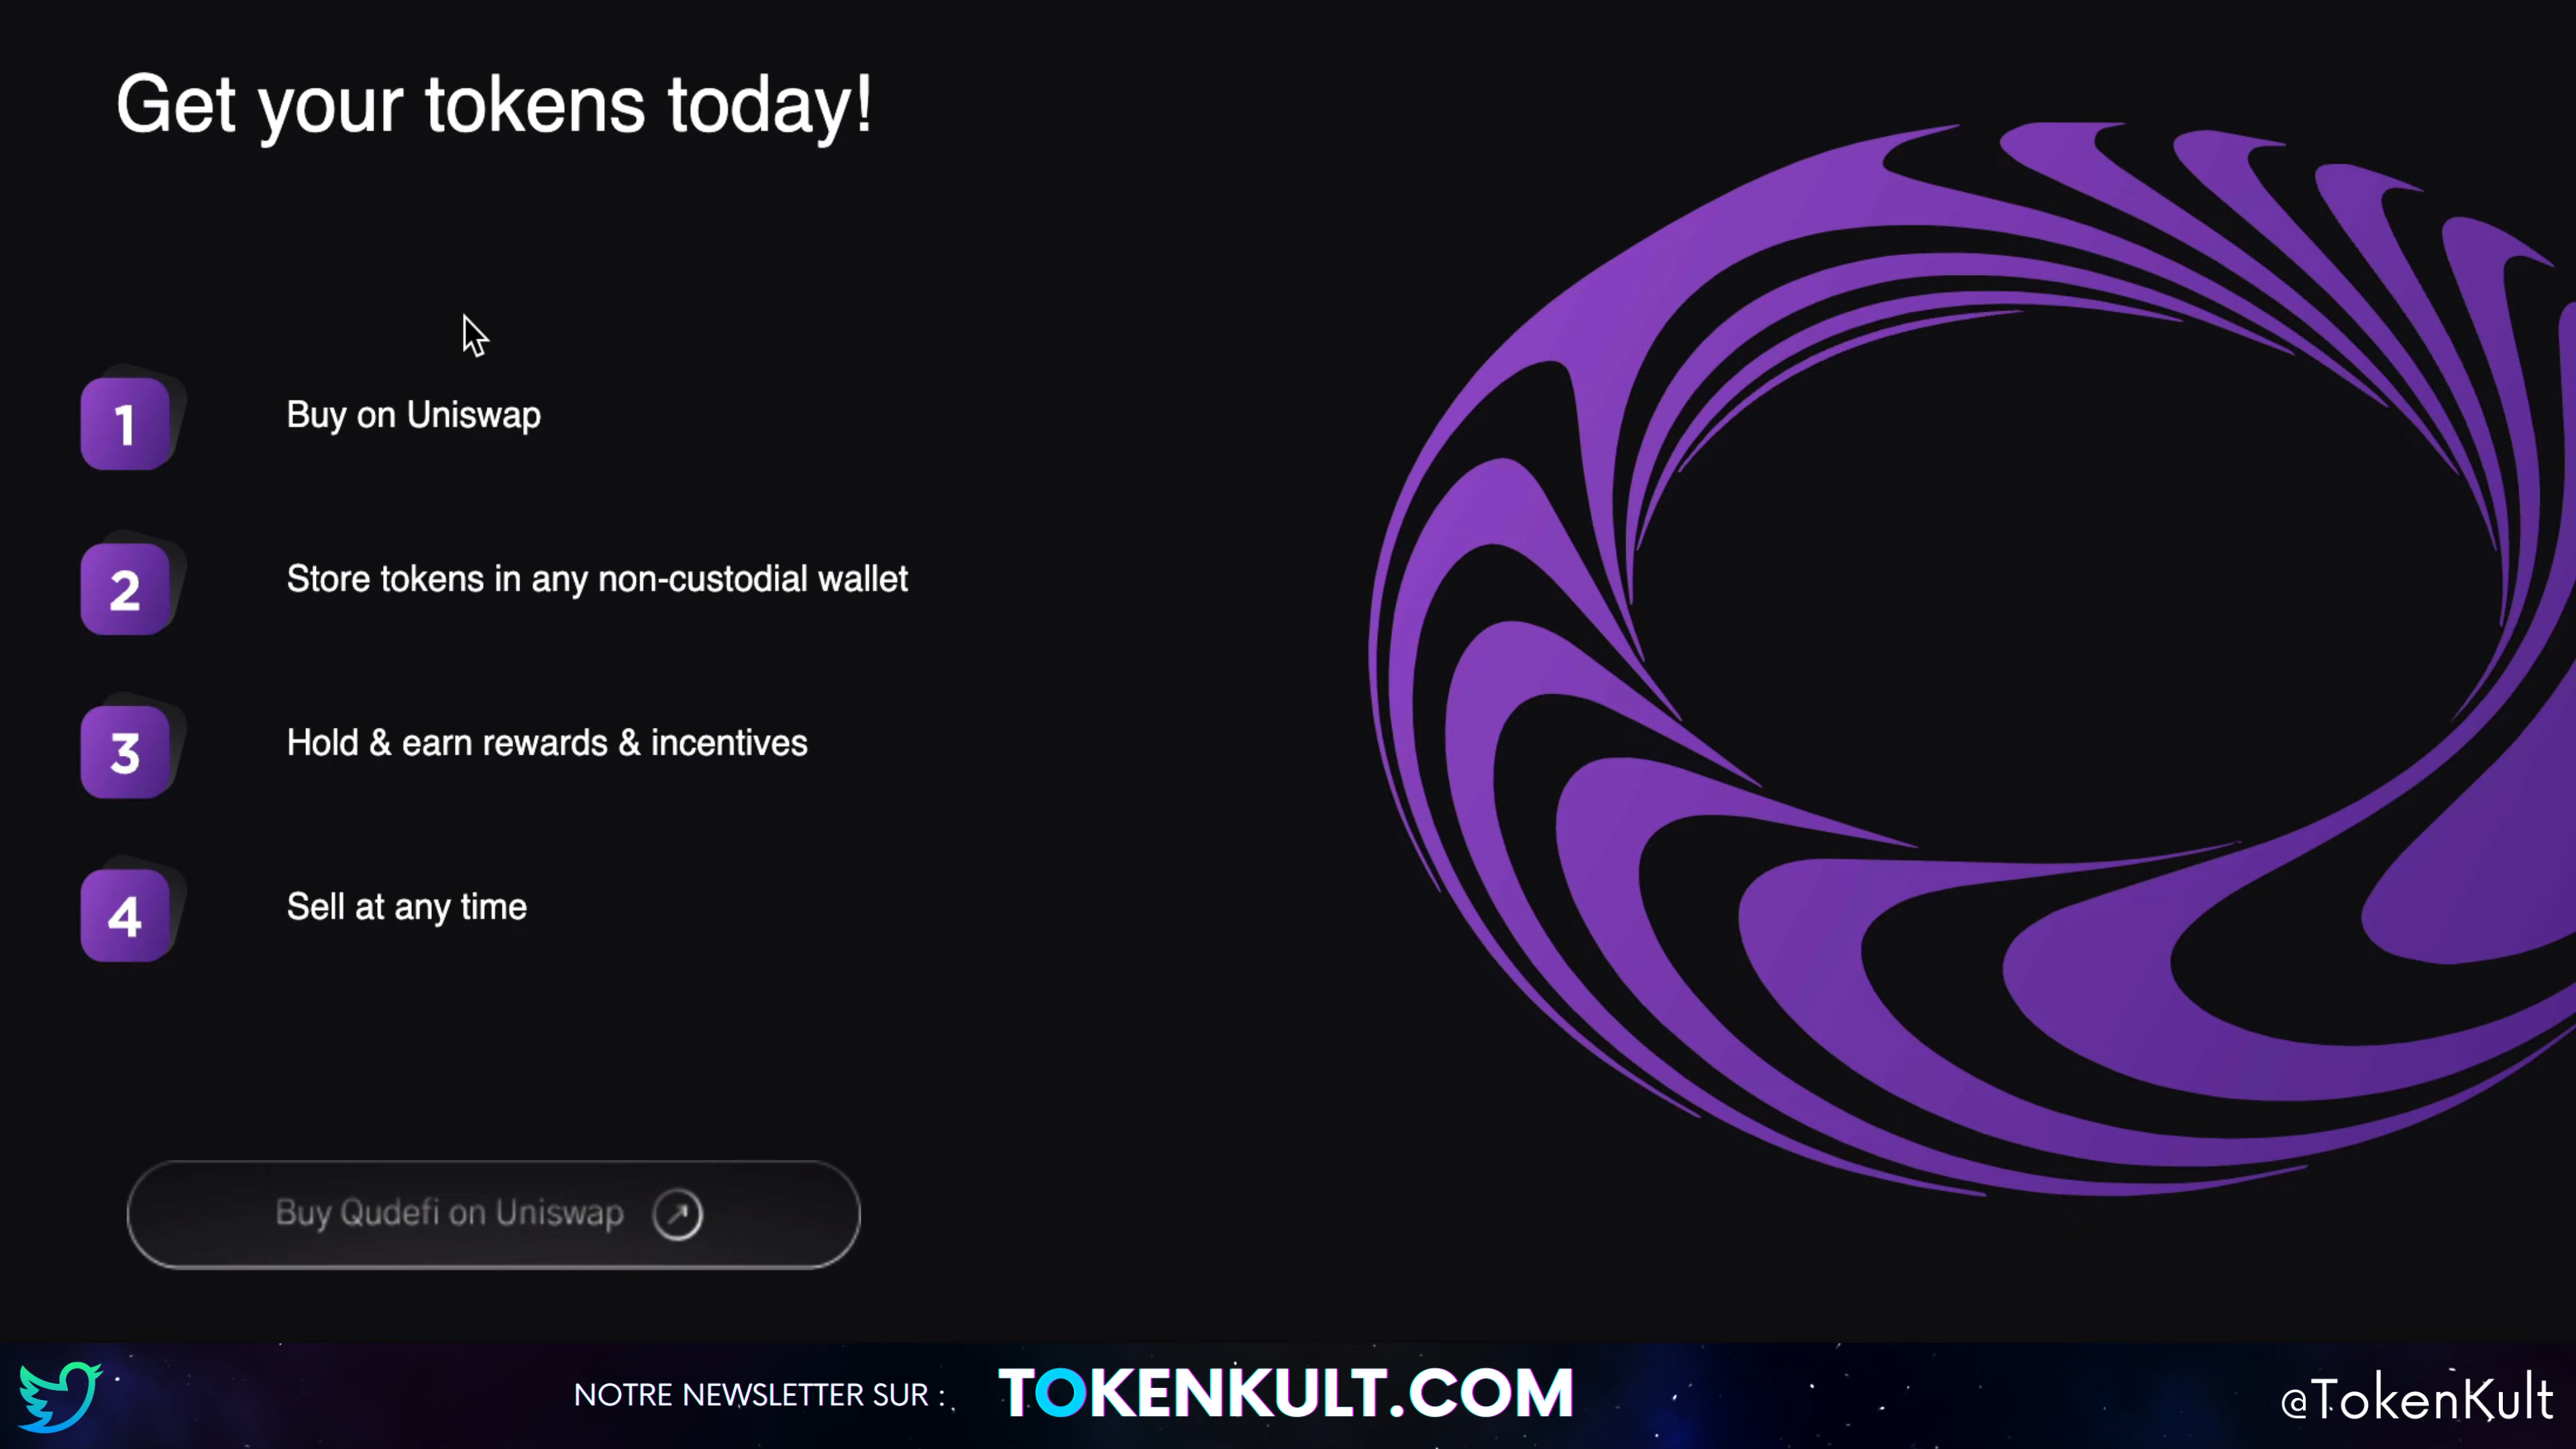 Get your tokens today!
1
Buy on Uniswap
2
Store tokens in any non-custodial wallet
3
Hold & earn rewards & incentives
4
Sell at any time
Buy Qudefi on Uniswap
NOTRE NEWSLETTER SUR : TOKENKULT.COM @TokenKult